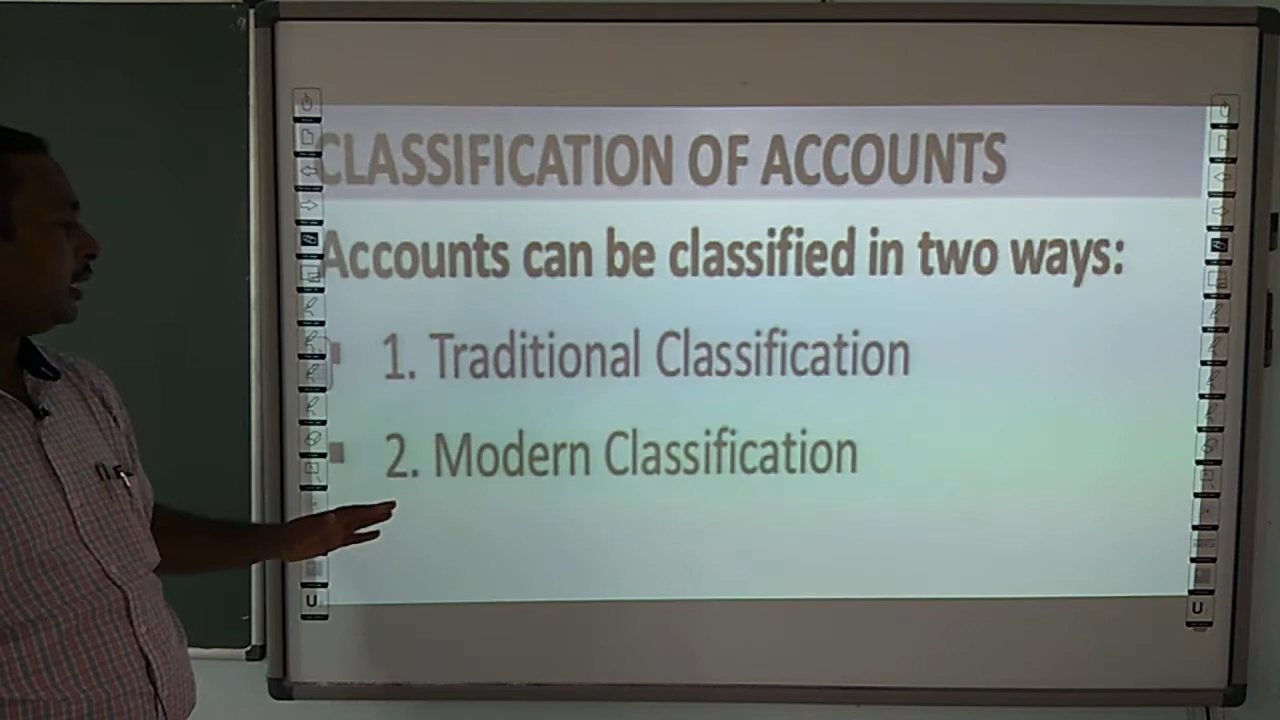 CLASSIFICATION OF ACCOUNTS
Accounts can be classified in two ways:
1. Traditional Classification
2. Modern Classification
U
U